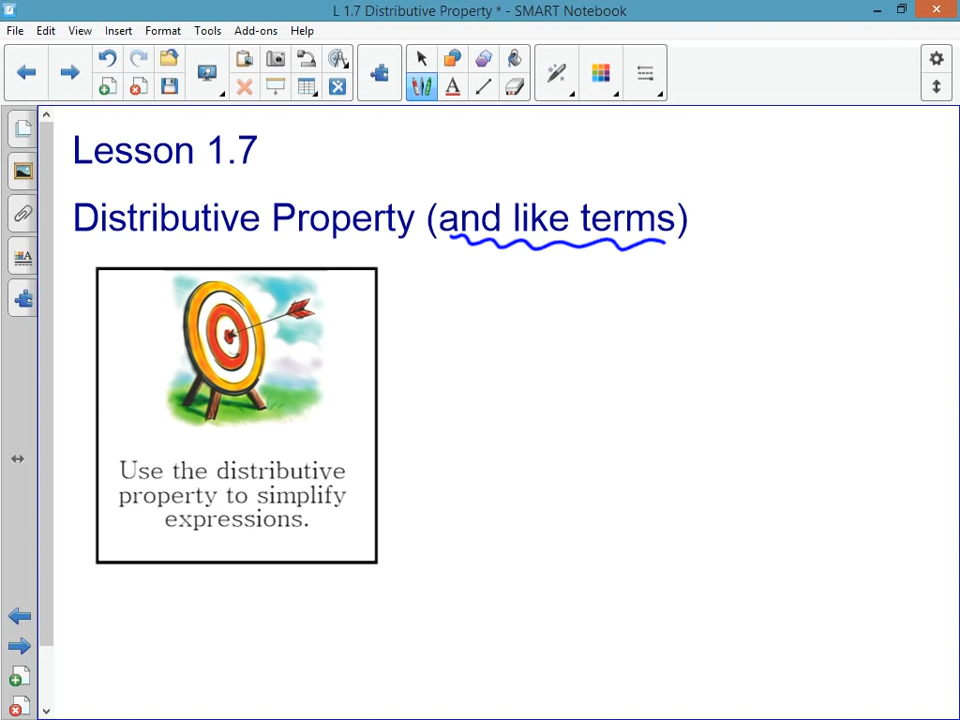 L 1.7 Distributive Property * - SMART Notebook
File Edit View Insert Format Tools Add-ons Help
Lesson 1.7
Distributive Property (and like terms)
Use the distributive
property to simplify
expressions.